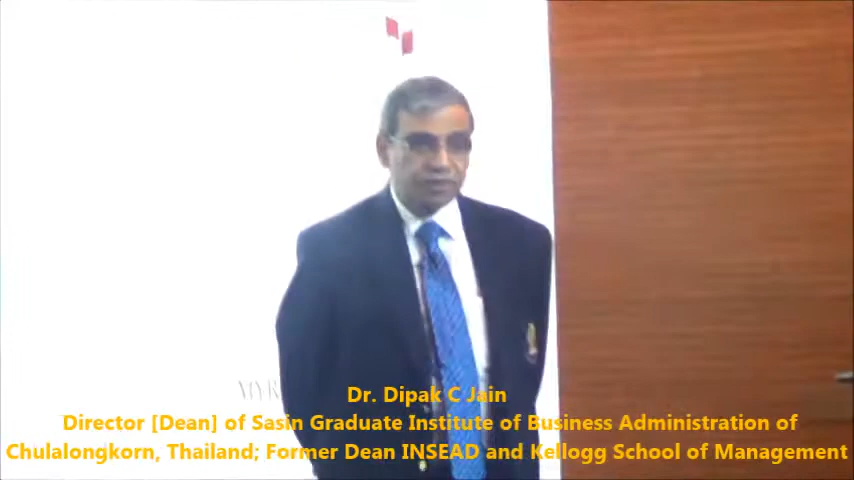 Dr. Dipak C Jain
Director [Dean] of Sasin Graduate Institute of Business Administration of
Chulalongkorn, Thailand; Former Dean INSEAD and Kellogg School of Management